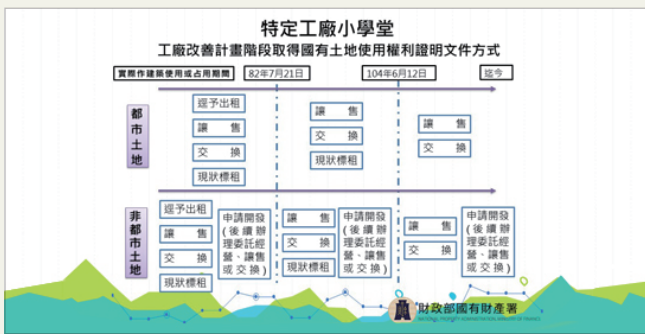 特定工廠小學堂
工廠改善計畫階段取得國有土地使用權利證明文件方式
實際作建築使用或占用期間
82年7月21日
104年6月12日
迄今
都市土地
逕予出租
讓售
交換
現狀標租
讓售
交換
現狀標租
讓售
交換
非都市土地
逕予出租
讓售
交換
現狀標租
申請開發
(後續辦
理委託經
營、讓售
或交換)
讓售
交換
現狀標租
申請開發
(後續辦
理委託經
營、讓售
或交換)
讓售
交換
申請開發
(後續辦
理委託經
營、讓售
或交換)
財政部國有財產署